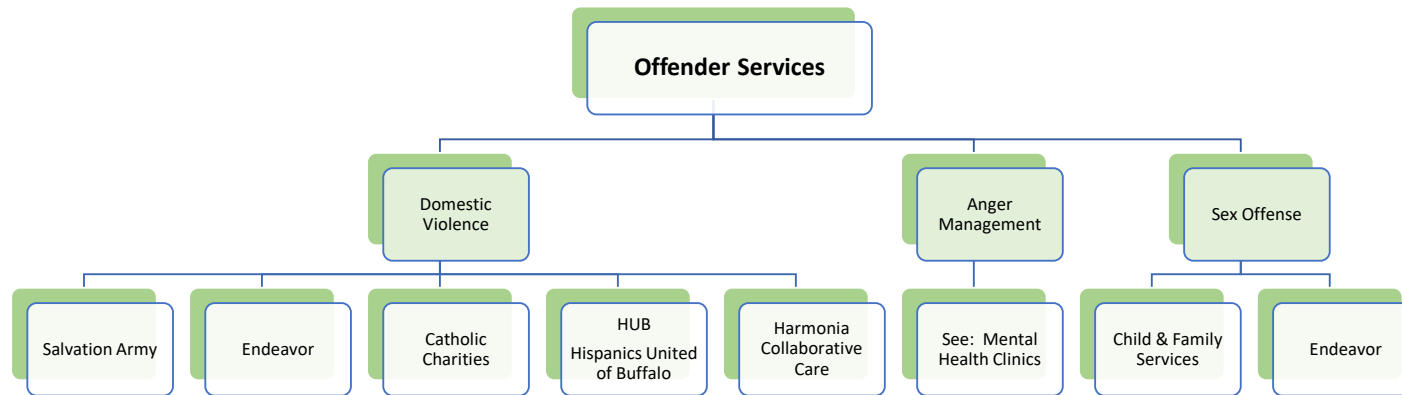 Offender Services
Domestic
Violence
Anger
Management
Sex Offense
Salvation Army
Endeavor
Catholic
Charities
HUB
Hispanics United
of Buffalo
Harmonia
Collaborative
Care
See:  Mental
Health Clinics
Child & Family
Services
Endeavor